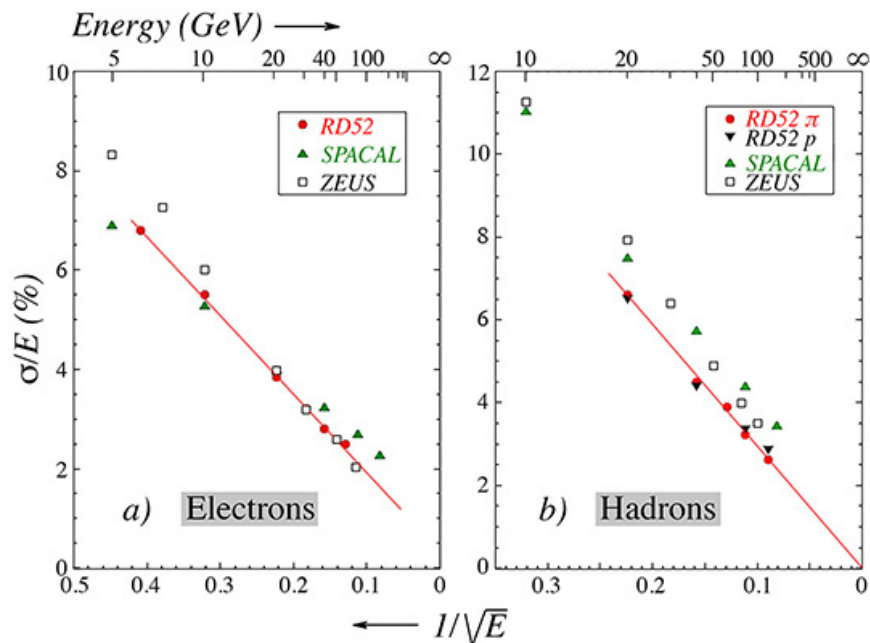 Energy (GeV)
5 10 20 40 100 ∞
10 20 50 100 500 ∞
10
8
6
4
2
0
σ/E (%)
RD52
SPACAL
ZEUS
a) Electrons
0.5 0.4 0.3 0.2 0.1 0
12
10
8
6
4
2
0
RD52 π
RD52 p
SPACAL
ZEUS
b) Hadrons
0.3 0.2 0.1 0
1/√E